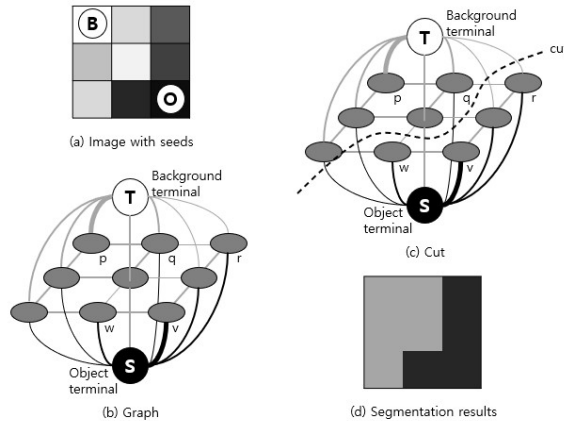 B
O
(a) Image with seeds
Background
terminal
T
p
q
r
w
v
S
Object
terminal
(b) Graph
Background
terminal
T
cu
p
q
r
w
v
S
Object
terminal
(c) Cut
(d) Segmentation results